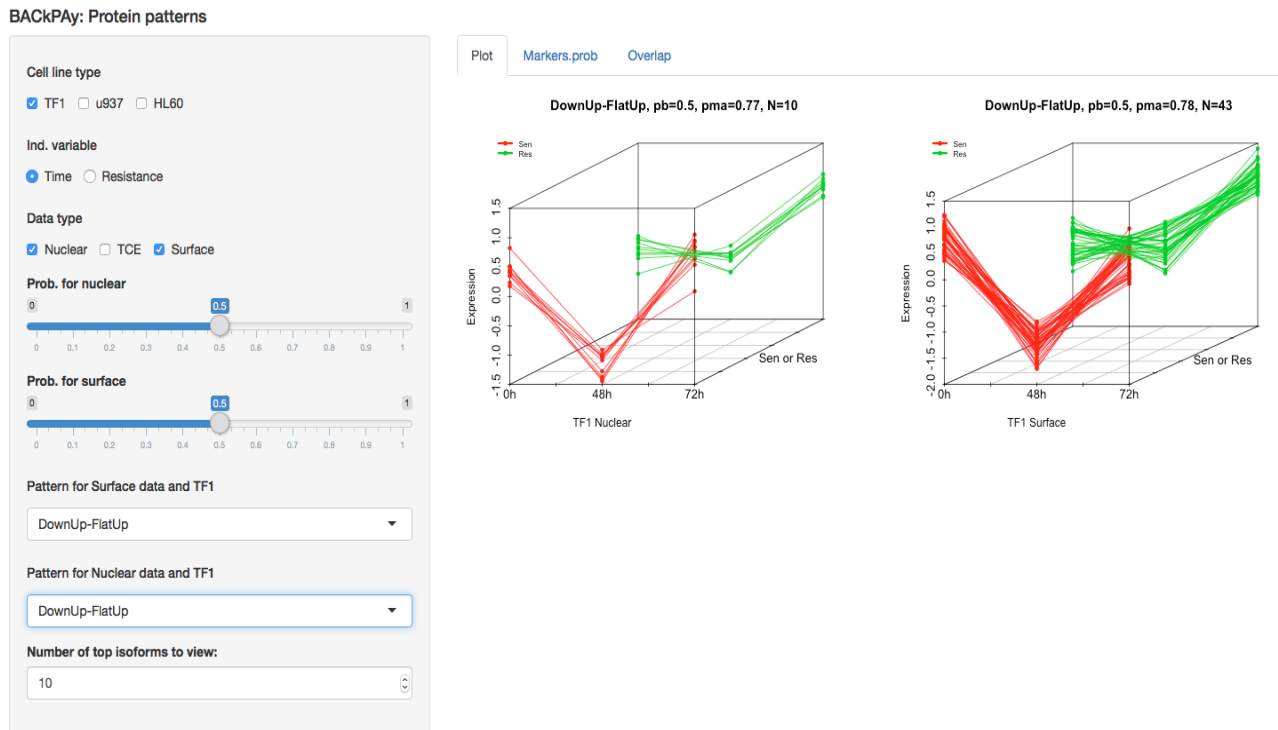 BACkPAy: Protein patterns
Cell line type
TF1 u937 HL60
Ind. variable
Time Resistance
Data type
Nuclear TCE Surface
Prob. for nuclear
0 0.5 1
0 0.1 0.2 0.3 0.4 0.5 0.6 0.7 0.8 0.9 1
Prob. for surface
0 0.5 1
0 0.1 0.2 0.3 0.4 0.5 0.6 0.7 0.8 0.9 1
Pattern for Surface data and TF1
DownUp-FlatUp
Pattern for Nuclear data and TF1
DownUp-FlatUp
Number of top isoforms to view:
10
Plot Markers.prob Overlap
DownUp-FlatUp, pb=0.5, pma=0.77, N=10
Sen
Res
1.5
1.0
0.5
0.0
-0.5
-1.0
-1.5
Expression
0h 48h 72h
Sen or Res
TF1 Nuclear
DownUp-FlatUp, pb=0.5, pma=0.78, N=43
Sen
Res
1.5
1.0
0.5
0.0
-0.5
-1.0
-1.5
-2.0
Expression
0h 48h 72h
Sen or Res
TF1 Surface